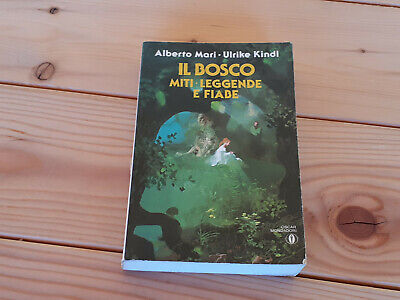 Alberto Mari · Ulrike Kindl
IL BOSCO
MITI · LEGGENDE
E FIABE
OSCAR
MONDADORI